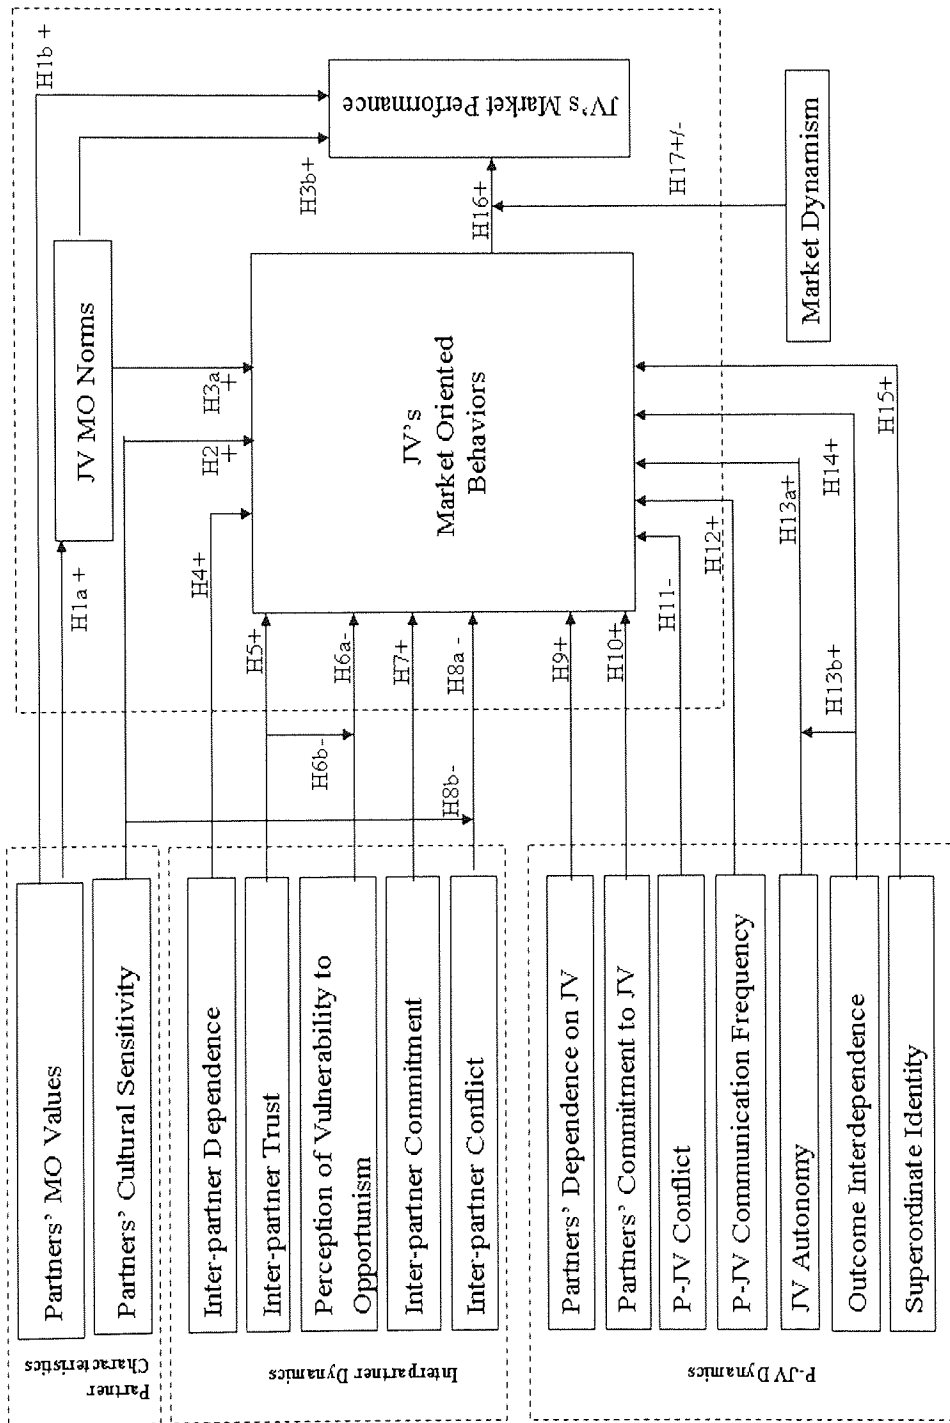 Partner
Characteristics
Partners' MO Values
Partners' Cultural Sensitivity
Interpartner Dynamics
Inter-partner Dependence
Inter-partner Trust
Perception of Vulnerability to
Opportunism
Inter-partner Commitment
Inter-partner Conflict
P-JV Dynamics
Partners' Dependence on JV
Partners' Commitment to JV
P-JV Conflict
P-JV Communication Frequency
JV Autonomy
Outcome Interdependence
Superordinate Identity
H1a +
H1b +
JV MO Norms
H2
+
H3a
+
H3b+
H4+
H5+
H6a-
H6b-
H7+
H8a -
H8b-
H9+
H10+
H11-
H12+
H13a+
H13b+
H14+
H15+
JV's
Market Oriented
Behaviors
H16+
H17+/-
JV's Market Performance
Market Dynamism